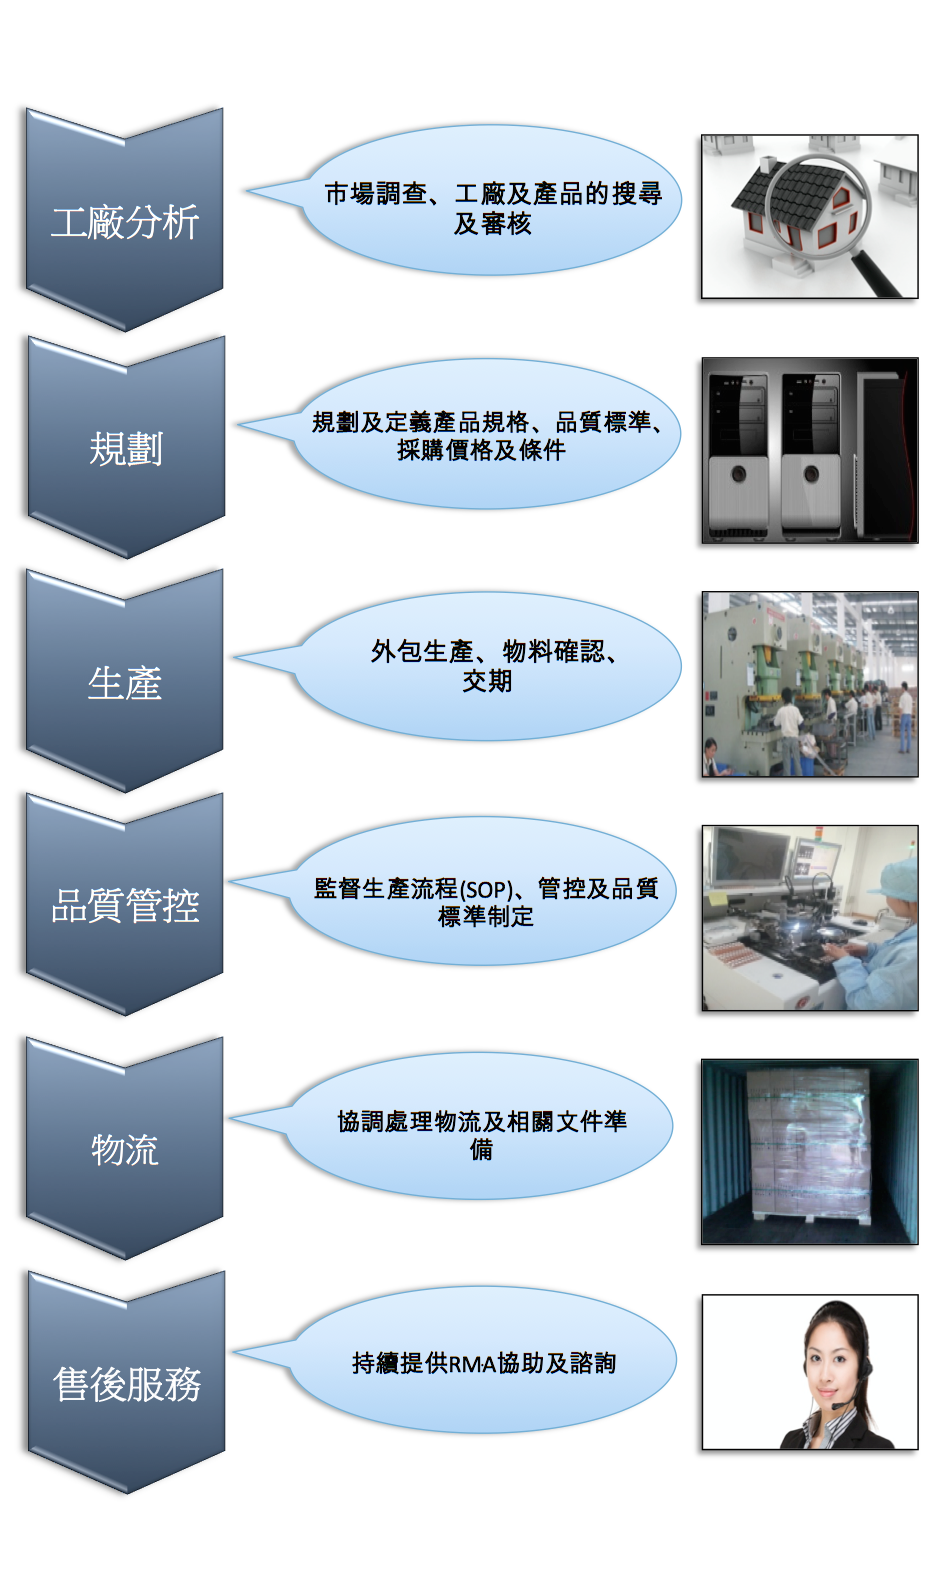 工廠分析
市場調查、工廠及產品的搜尋
及審核
規劃
規劃及定義產品規格、品質標準、
採購價格及條件
生產
外包生產、物料確認、
交期
品質管控
監督生產流程(SOP)、管控及品質
標準制定
物流
協調處理物流及相關文件準
備
售後服務
持續提供RMA協助及諮詢